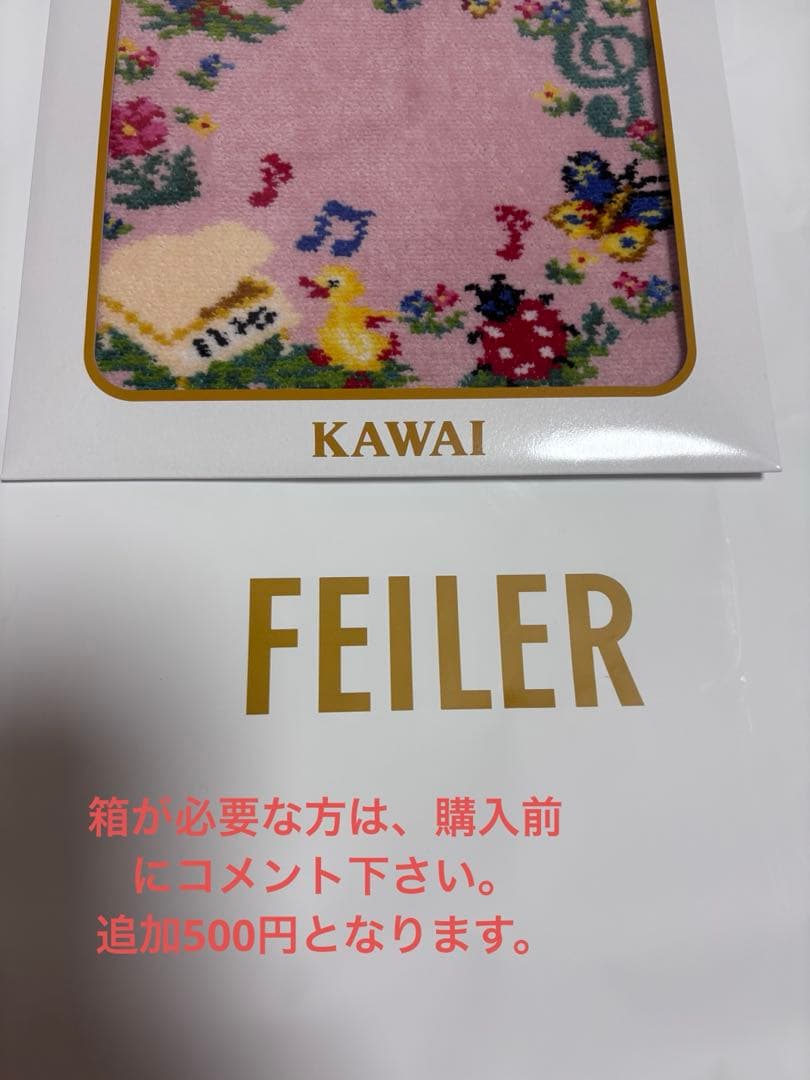 KAWAI
FEILER
箱が必要な方は、購入前
にコメント下さい。
追加500円となります。